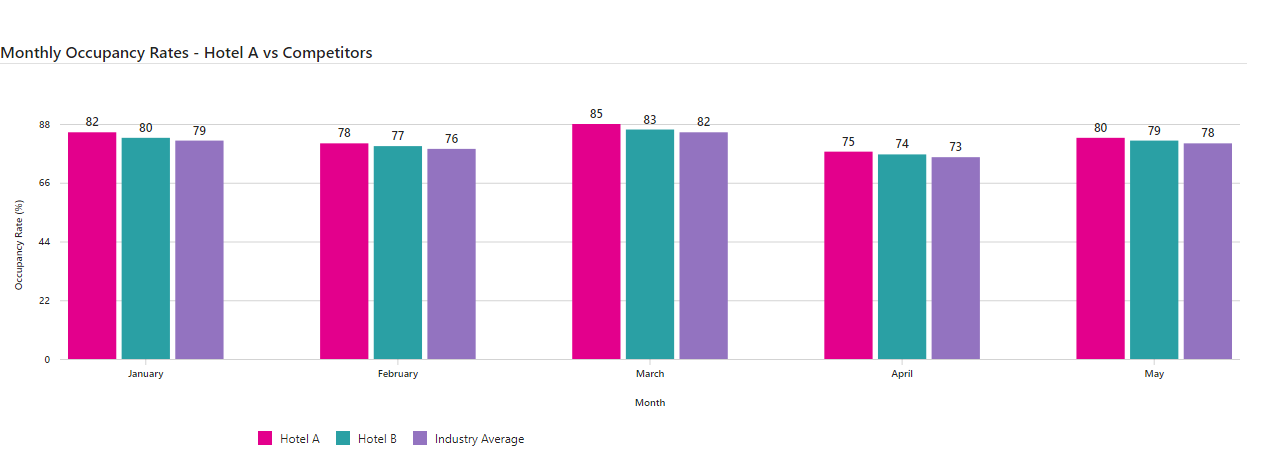 Monthly Occupancy Rates - Hotel A vs Competitors
82 80 79 78 77 76 85 83 82 75 74 73 80 79 78
88
66
44
22
0
Occupancy Rate (%)
January February March April May
Month
Hotel A Hotel B Industry Average